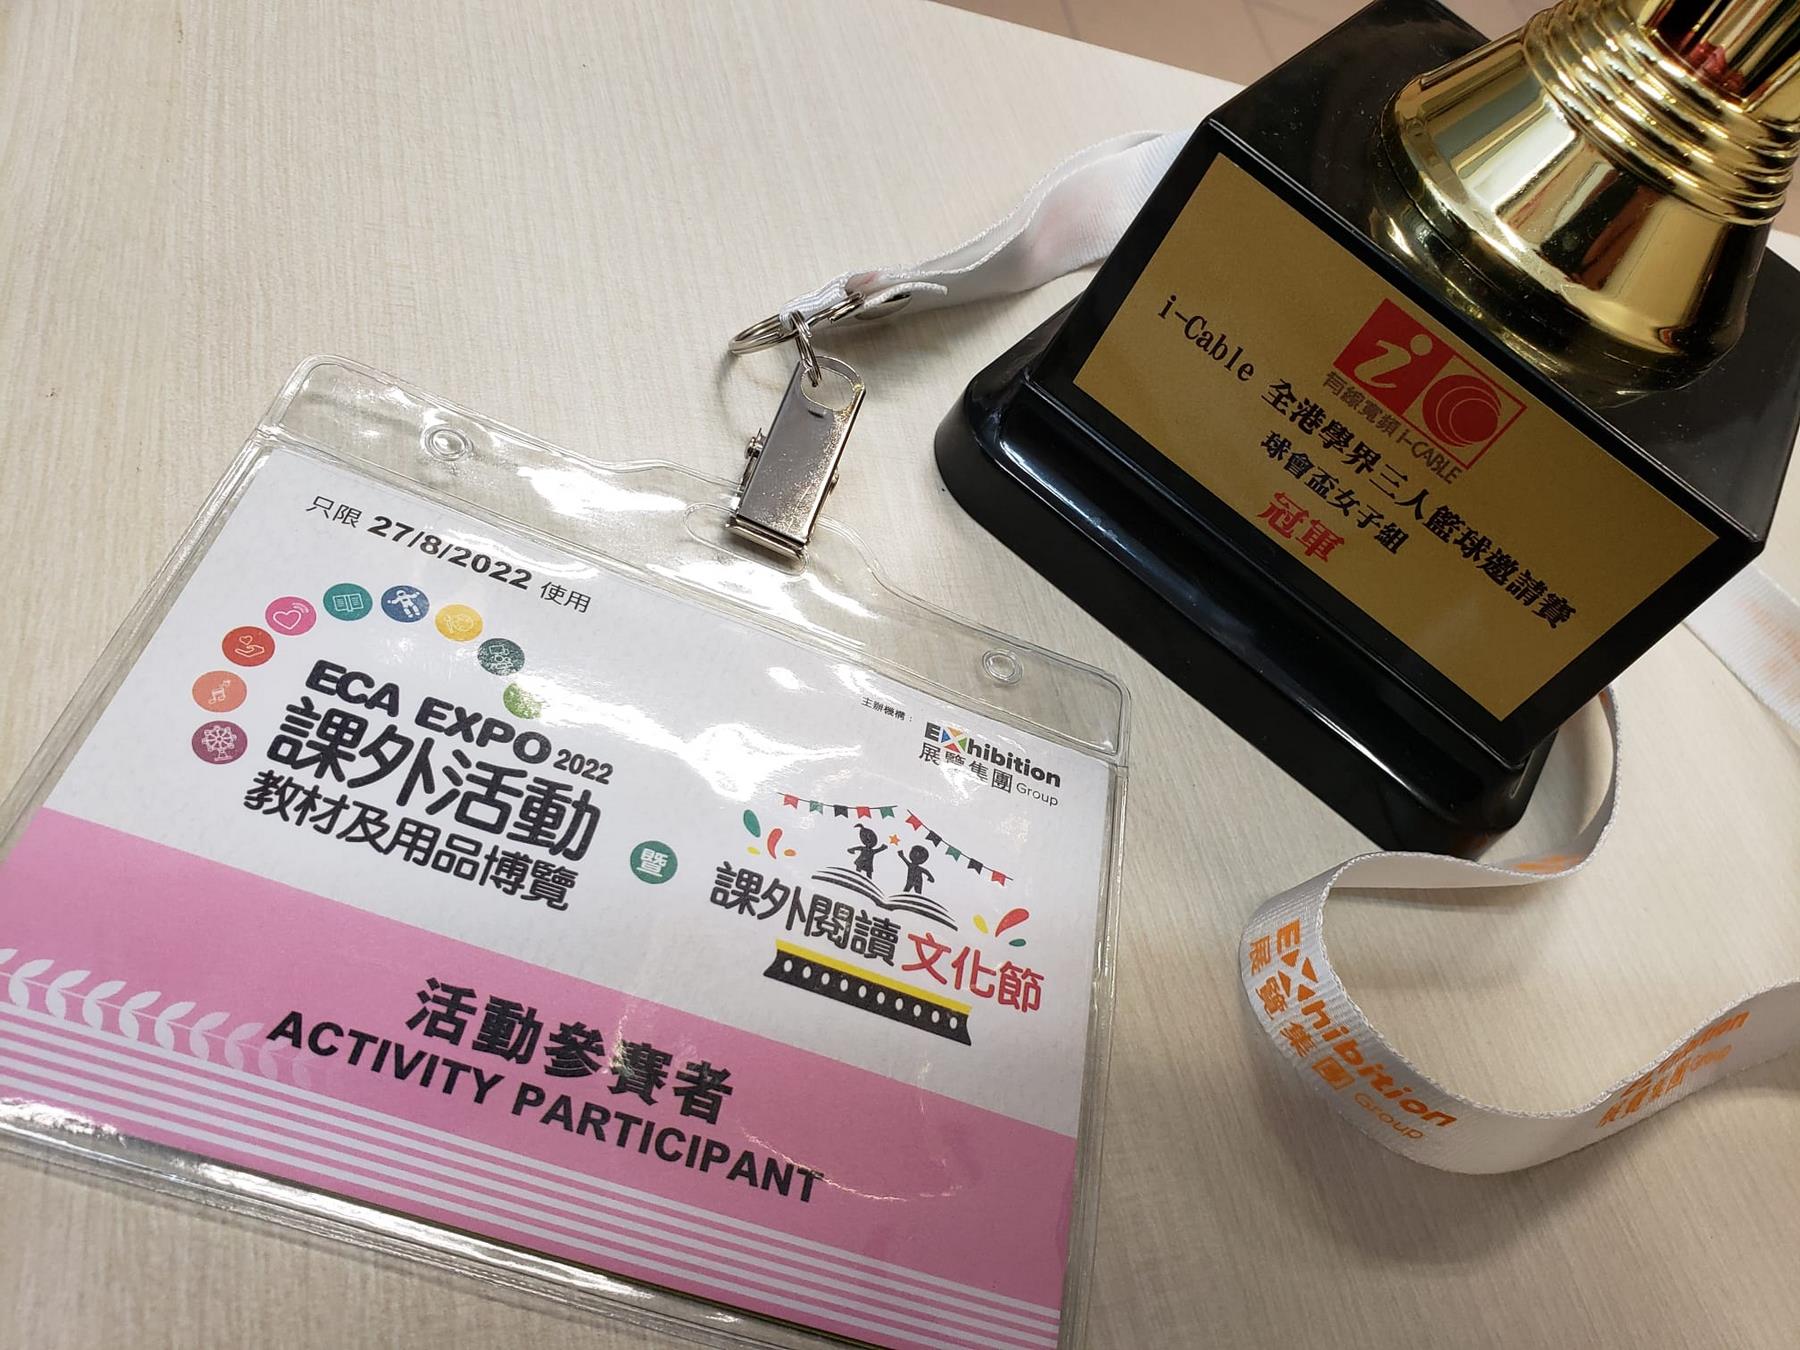 只限 27/8/2022 使用
ECA EXPO 2022
課外活動
教材及用品博覽
暨
主辦機構：
EXhibition
展覽集團 Group
課外閱讀 文化節
活動參賽者
ACTIVITY PARTICIPANT
iC
有線寬頻 i-CABLE
i-Cable 全港學界三人籃球邀請賽
球會盃女子組
冠軍
EXhibition
展覽集團 Group